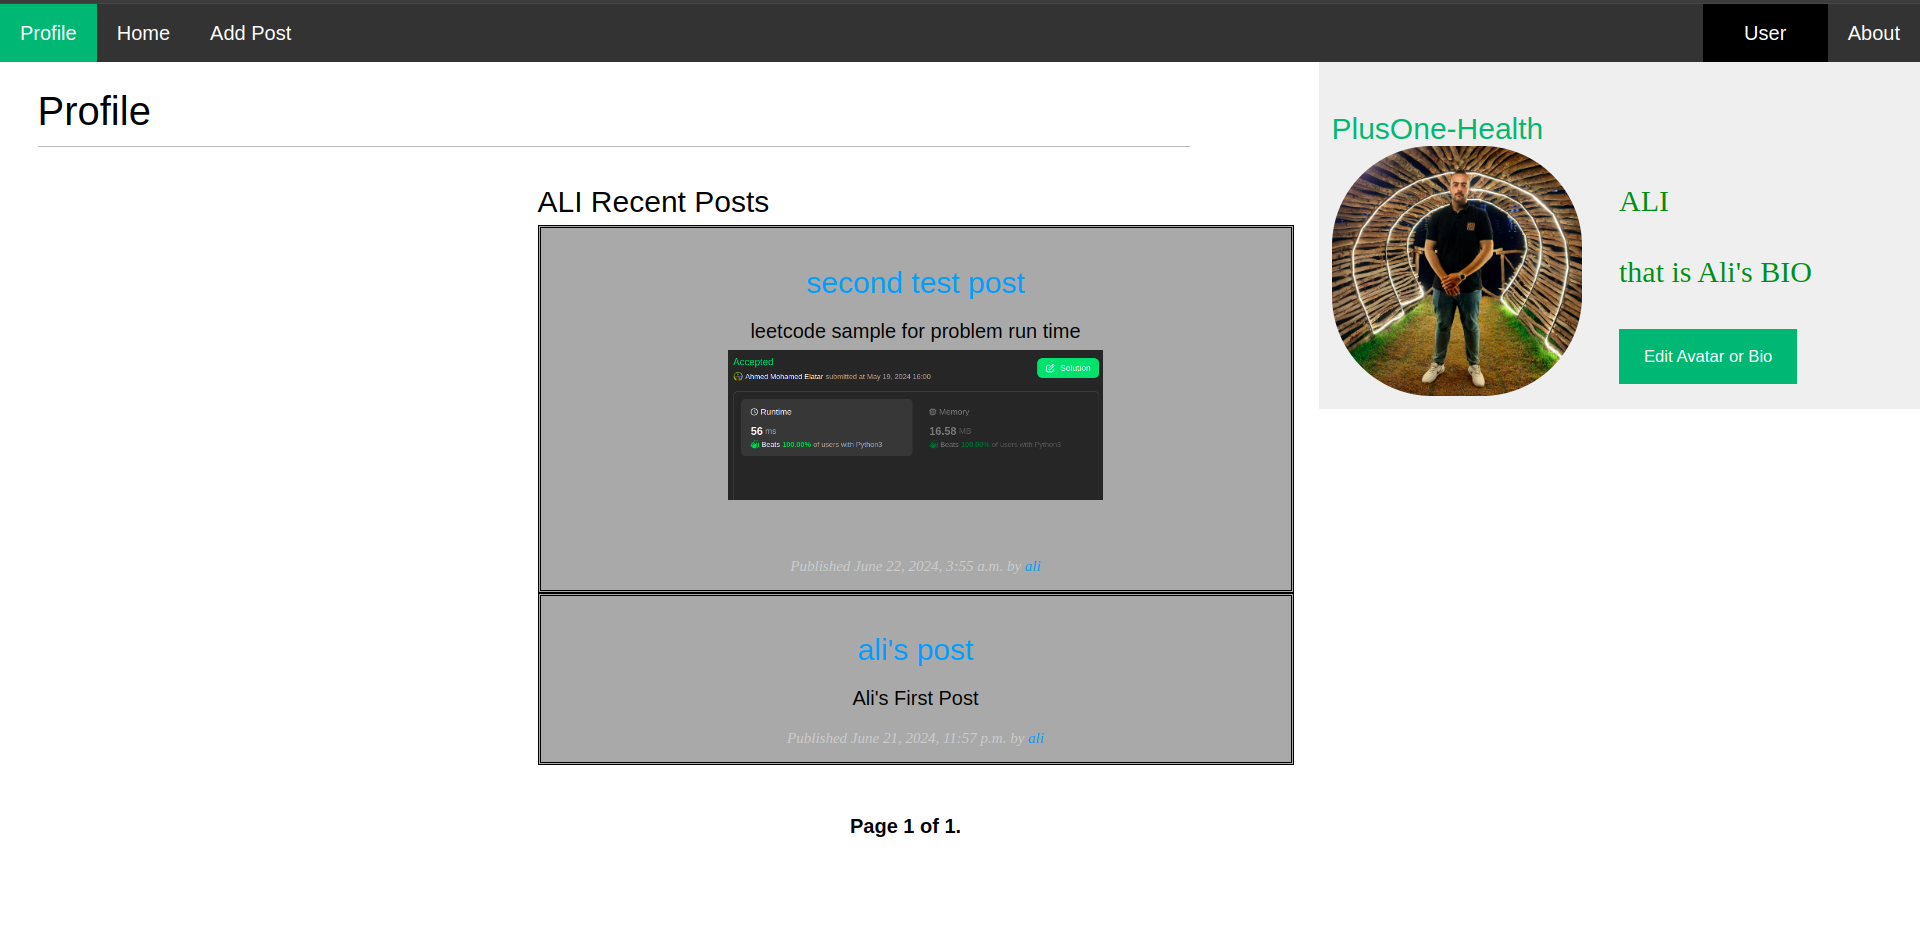 Profile
Home
Add Post
User
About
Profile
PlusOne-Health
ALI
that is Ali's BIO
Edit Avatar or Bio
ALI Recent Posts
second test post
leetcode sample for problem run time
Accepted
Ahmed Mohamed Elatar submitted at May 19, 2024 16:00
Solution
Runtime
56 ms
Beats 100.00% of users with Python3
Memory
16.58 MB
Beats 100.00% of users with Python3
Published June 22, 2024, 3:55 a.m. by ali
ali's post
Ali's First Post
Published June 21, 2024, 11:57 p.m. by ali
Page 1 of 1.